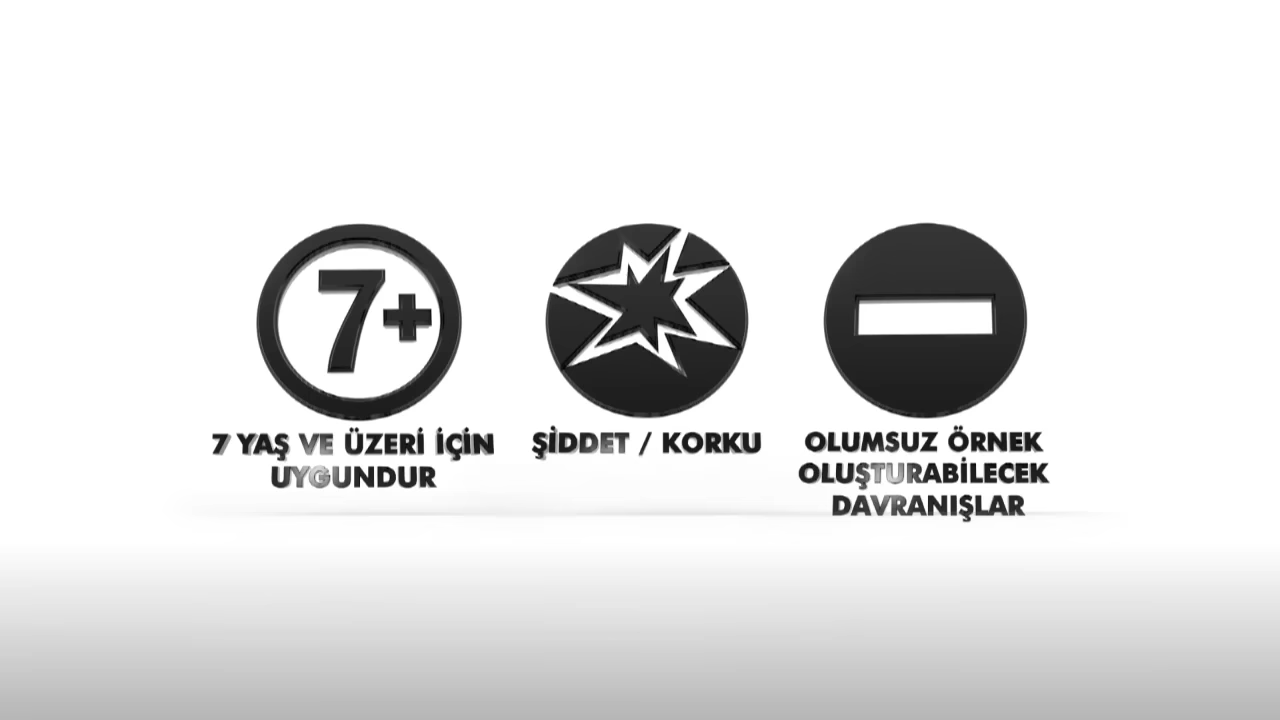 7+
7 YAŞ VE ÜZERİ İÇİN
UYGUNDUR
ŞİDDET / KORKU
OLUMSUZ ÖRNEK
OLUŞTURABİLECEK
DAVRANIŞLAR